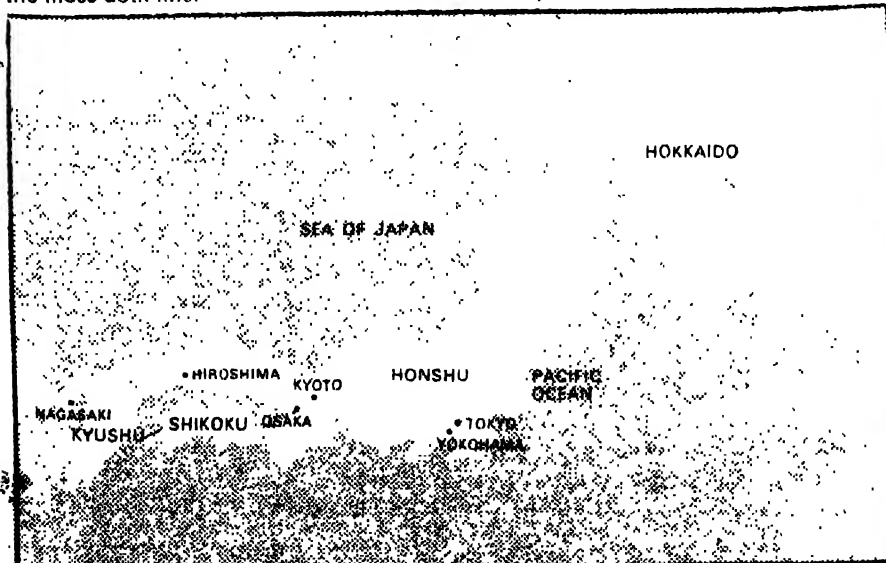 HOKKAIDO
SEA OF JAPAN
HIROSHIMA
KYOTO
HONSHU
PACIFIC
OCEAN
NAGASAKI
OSAKA
TOKYO
KYUSHU
SHIKOKU
YOKOHAMA